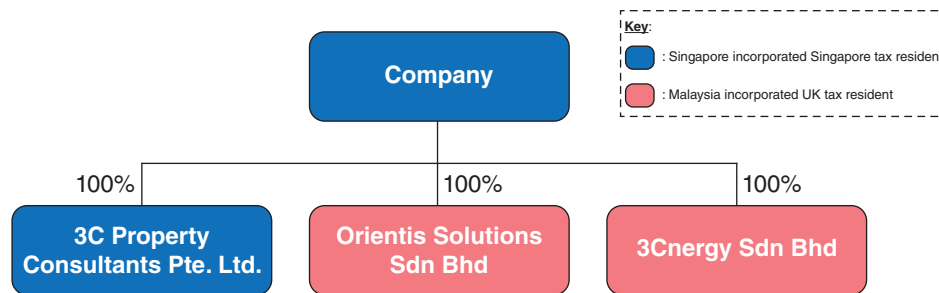 Key:
: Singapore incorporated Singapore tax residen
: Malaysia incorporated UK tax resident
Company
100%
100%
100%
3C Property
Consultants Pte. Ltd.
Orientis Solutions
Sdn Bhd
3Cnergy Sdn Bhd